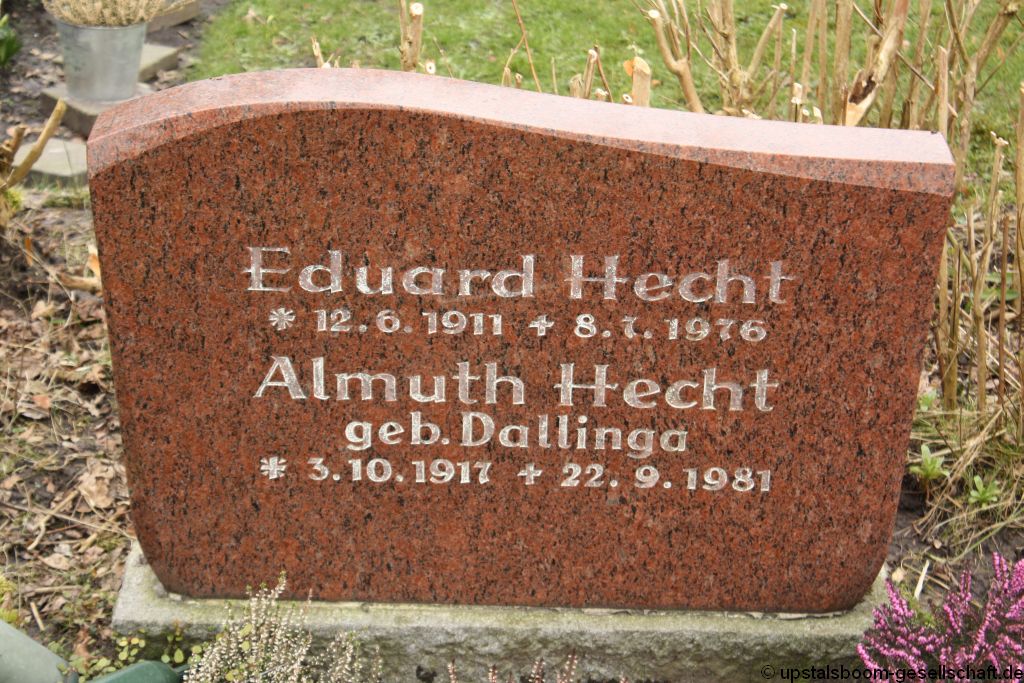 Eduard Hecht
* 12. 6. 1911 + 8. 7. 1976
Almuth Hecht
geb. Dallinga
* 3. 10. 1917 + 22. 9. 1981
© upstalsboom-gesellschaft.de